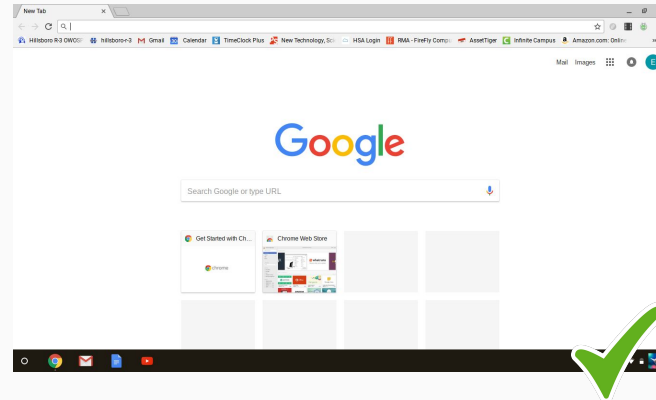 New Tab
Hillsboro R-3 OWOSF hillsboro-r-3 Gmail Calendar TimeClock Plus New Technology, Sci HSA Login RMA - FireFly Compu AssetTiger Infinite Campus Amazon.com: Online
Mail Images
E
Google
Search Google or type URL
Get Started with Ch... Chrome Web Store
chrome